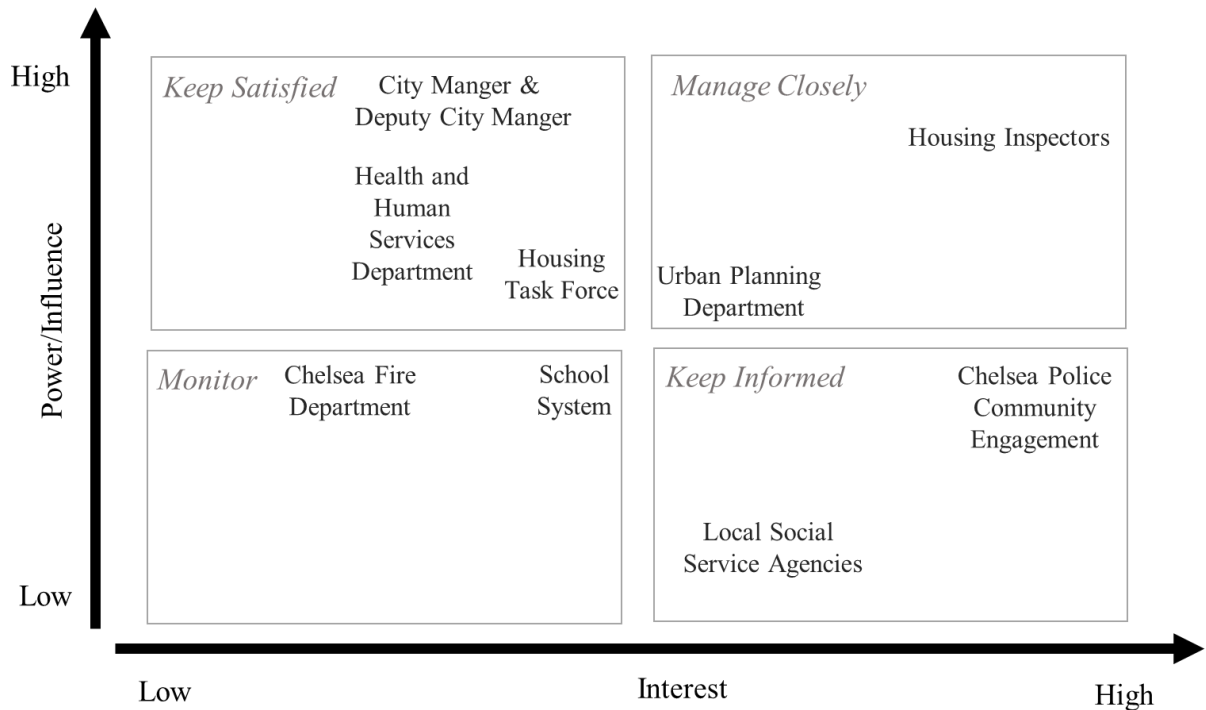 High
Power/Influence
Low
Keep Satisfied
City Manger &
Deputy City Manger
Health and
Human
Services
Department
Housing
Task Force
Manage Closely
Housing Inspectors
Urban Planning
Department
Monitor
Chelsea Fire
Department
School
System
Keep Informed
Chelsea Police
Community
Engagement
Local Social
Service Agencies
Low
Interest
High